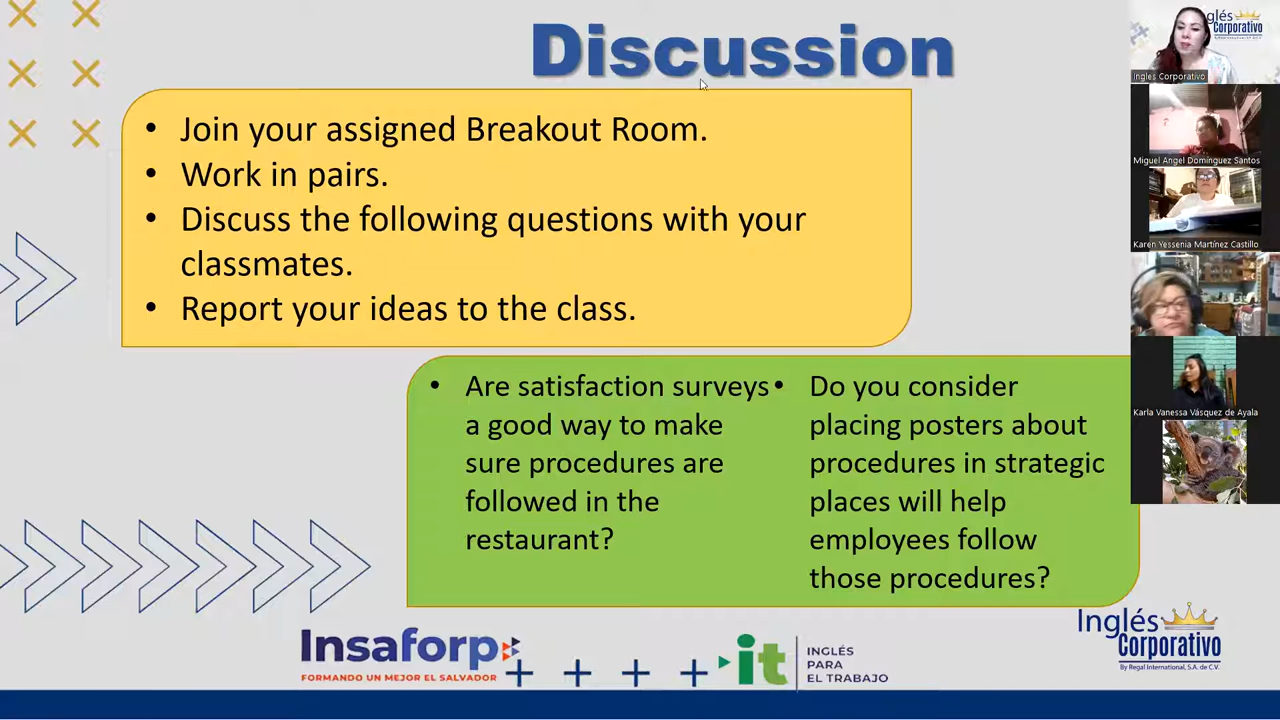 Discussion
• Join your assigned Breakout Room.
• Work in pairs.
• Discuss the following questions with your
classmates.
• Report your ideas to the class.
• Are satisfaction surveys
a good way to make
sure procedures are
followed in the
restaurant?
• Do you consider
placing posters about
procedures in strategic
places will help
employees follow
those procedures?
Insaforp
FORMANDO UN MEJOR EL SALVADOR
it
INGLÉS
PARA
EL TRABAJO
Inglés
Corporativo
By Regal International, S.A. de C.V.
glés
Corporativo
Ingles Corporativo
Miguel Angel Domínguez Santos
Karen Yessenia Martínez Castillo
Karla Vanessa Vásquez de Ayala